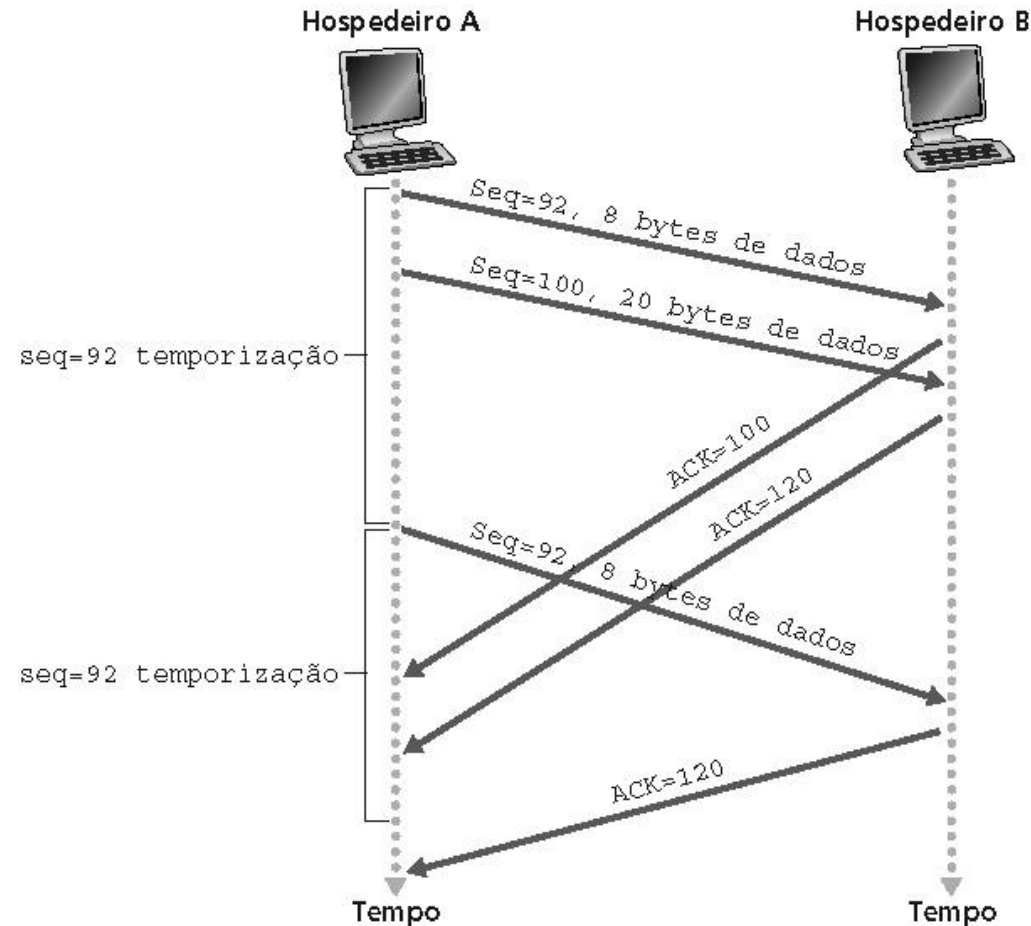 Hospedeiro A
Hospedeiro B
Seq=92, 8 bytes de dados
Seq=100, 20 bytes de dados
seq=92 temporização
ACK=100
ACK=120
Seq=92, 8 bytes de dados
seq=92 temporização
ACK=120
Tempo
Tempo